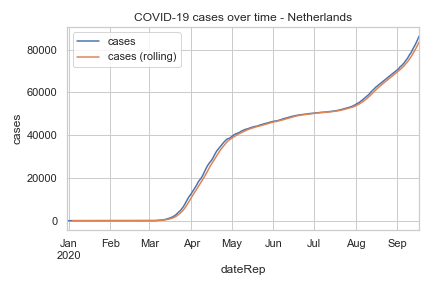 COVID-19 cases over time - Netherlands
cases
cases (rolling)
80000
60000
40000
20000
0
cases
Jan Feb Mar Apr May Jun Jul Aug Sep
2020
dateRep